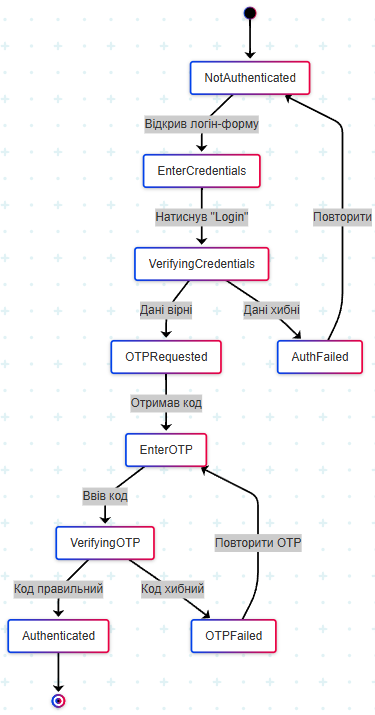 NotAuthenticated
Відкрив логін-форму
EnterCredentials
Натиснув "Login"
Повторити
VerifyingCredentials
Дані вірні
Дані хибні
OTPRequested
AuthFailed
Отримав код
EnterOTP
Ввів код
VerifyingOTP
Повторити OTP
Код правильний
Код хибний
Authenticated
OTPFailed